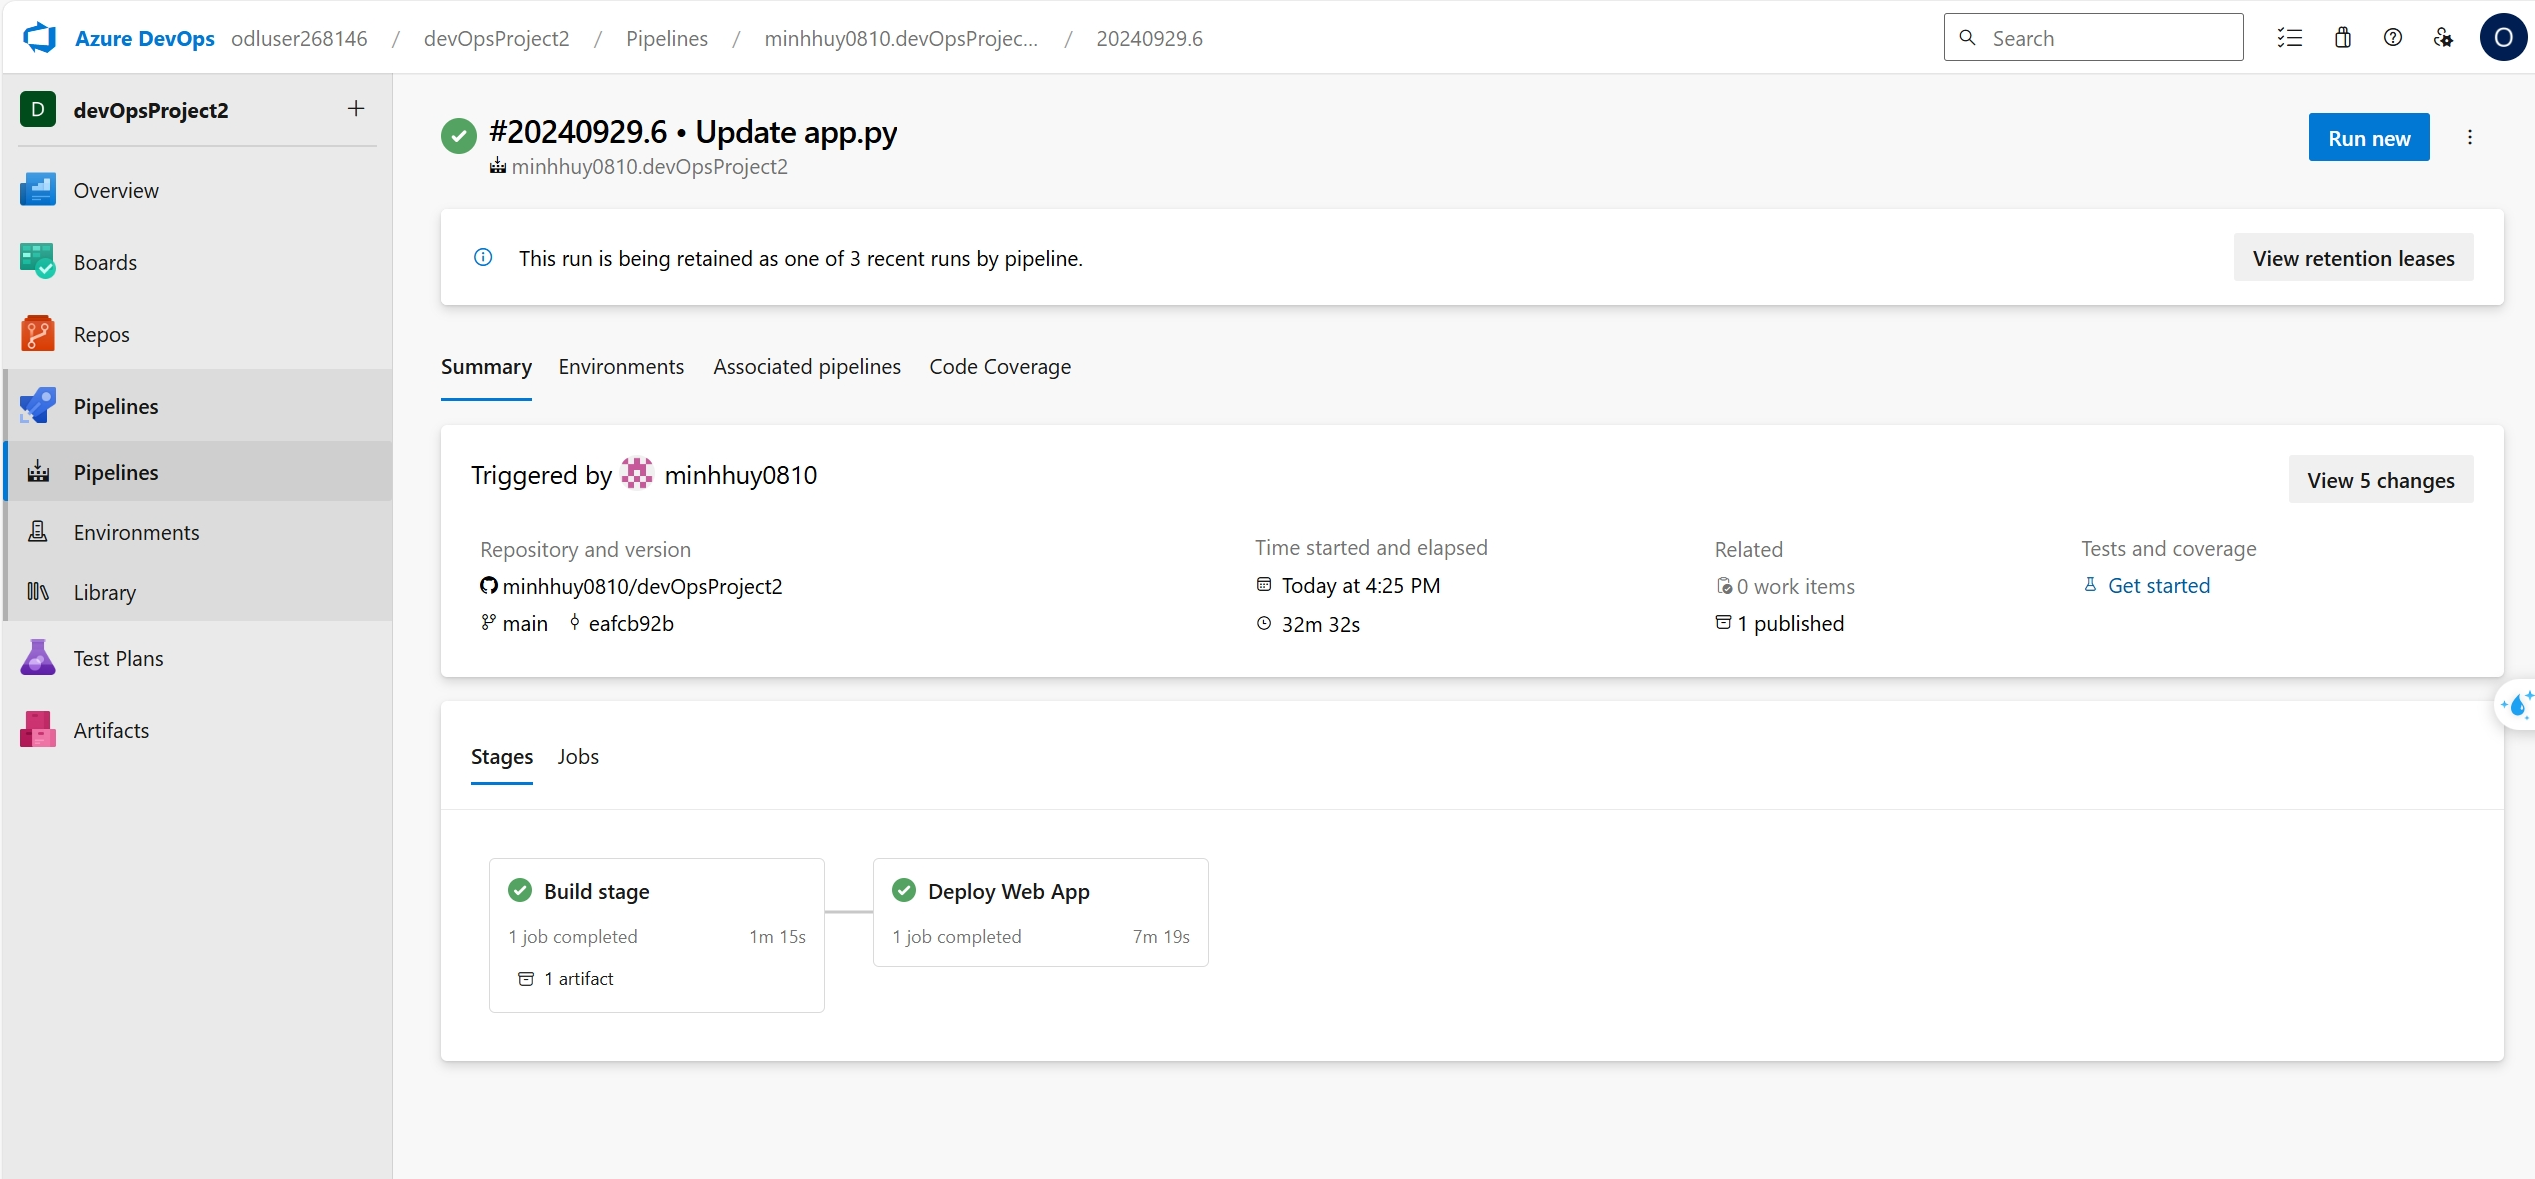 Azure DevOps odluser268146 / devOpsProject2 / Pipelines / minhhuy0810.devOpsProjec... / 20240929.6
Search
O
D devOpsProject2 +
Overview
Boards
Repos
Pipelines
Pipelines
Environments
Library
Test Plans
Artifacts
#20240929.6 • Update app.py
minhhuy0810.devOpsProject2
Run new
This run is being retained as one of 3 recent runs by pipeline.
View retention leases
Summary Environments Associated pipelines Code Coverage
Triggered by minhhuy0810
View 5 changes
Repository and version
minhhuy0810/devOpsProject2
main eafcb92b
Time started and elapsed
Today at 4:25 PM
32m 32s
Related
0 work items
1 published
Tests and coverage
Get started
Stages Jobs
Build stage
1 job completed 1m 15s
1 artifact
Deploy Web App
1 job completed 7m 19s